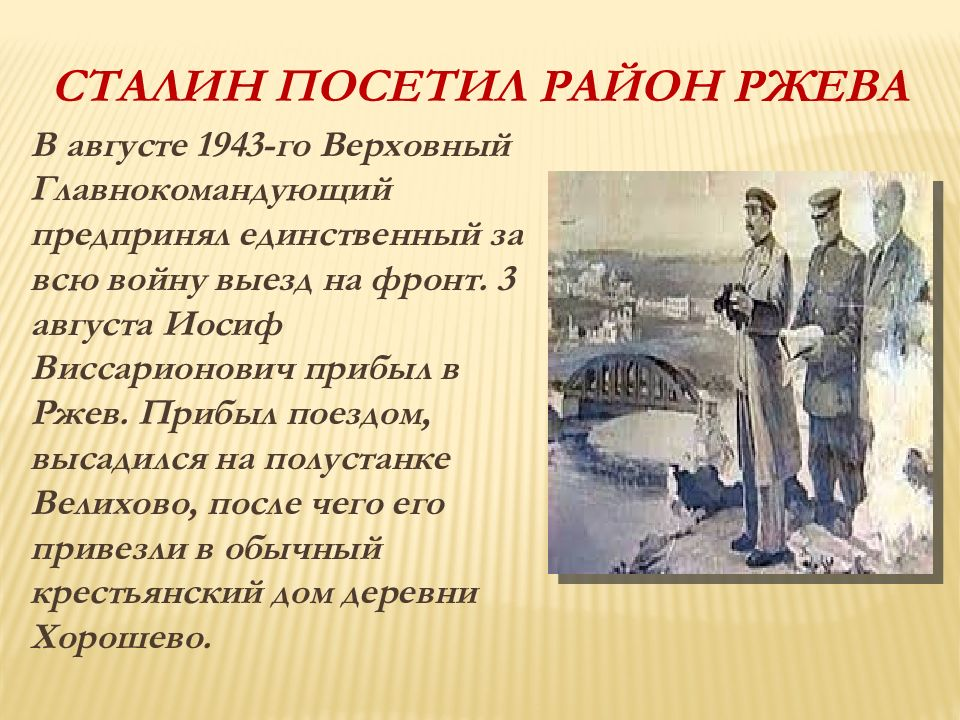 СТАЛИН ПОСЕТИЛ РАЙОН РЖЕВА
В августе 1943-го Верховный
Главнокомандующий
предпринял единственный за
всю войну выезд на фронт. 3
августа Иосиф
Виссарионович прибыл в
Ржев. Прибыл поездом,
высадился на полустанке
Велихово, после чего его
привезли в обычный
крестьянский дом деревни
Хорошево.